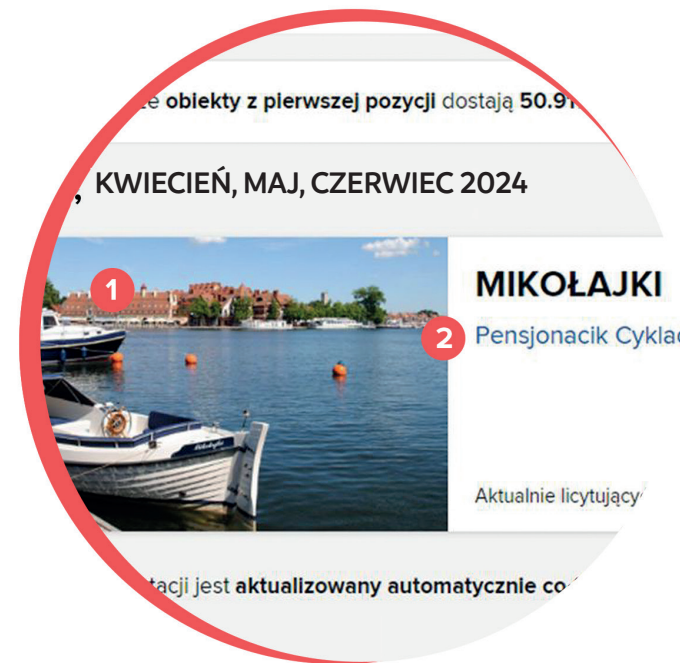 że obiekty z pierwszej pozycji dostają 50.91
, KWIECIEŃ, MAJ, CZERWIEC 2024
1
MIKOŁAJKI
2
Pensjonacik Cyklad
Aktualnie licytujący
tacji jest aktualizowany automatycznie co